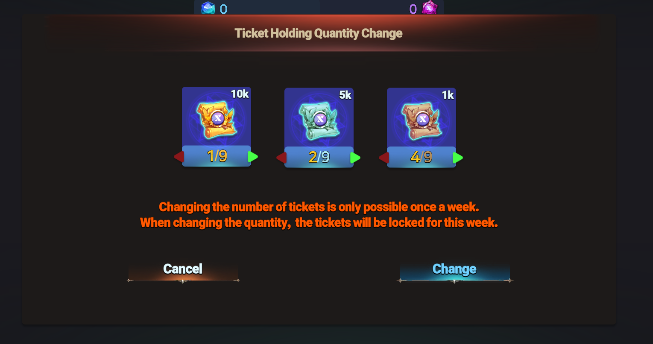 0 0
Ticket Holding Quantity Change
10k 5k 1k
X X X
1/9 2/9 4/9
Changing the number of tickets is only possible once a week.
When changing the quantity, the tickets will be locked for this week.
Cancel Change